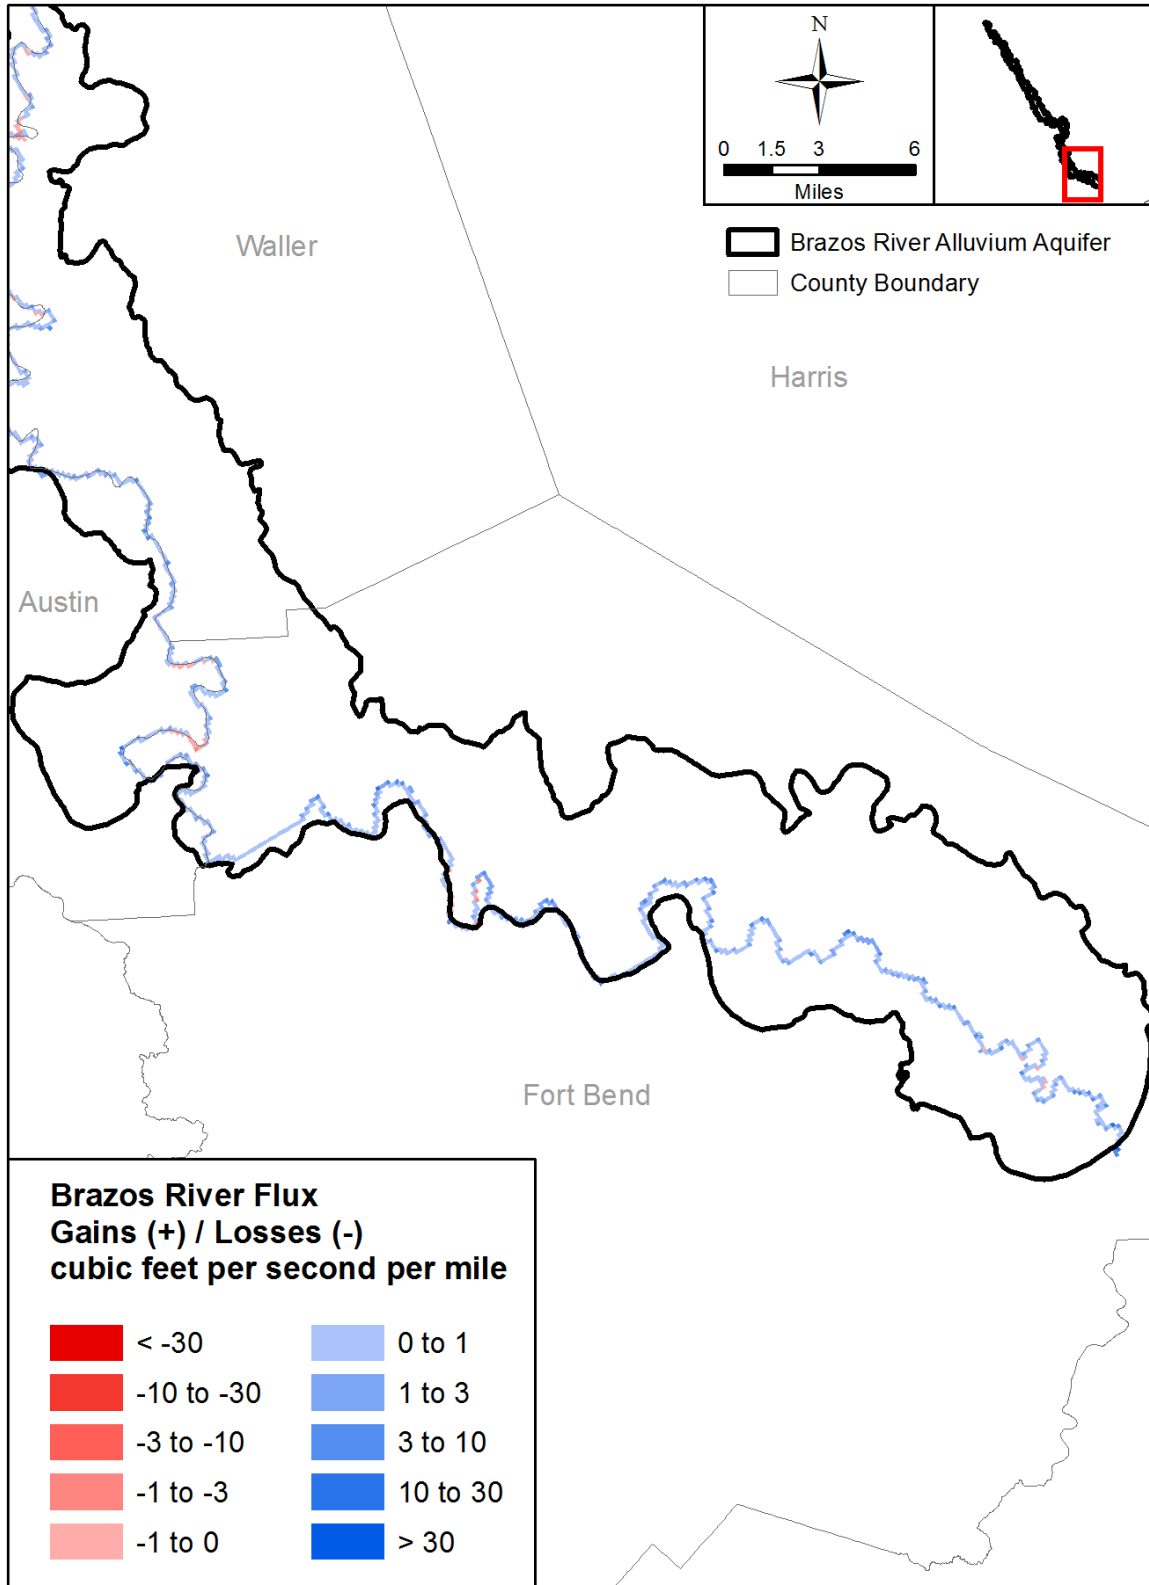 N
0 1.5 3 6
Miles
Brazos River Alluvium Aquifer
County Boundary
Waller
Harris
Austin
Fort Bend
Brazos River Flux
Gains (+) / Losses (-)
cubic feet per second per mile
< -30
-10 to -30
-3 to -10
-1 to -3
-1 to 0
0 to 1
1 to 3
3 to 10
10 to 30
> 30